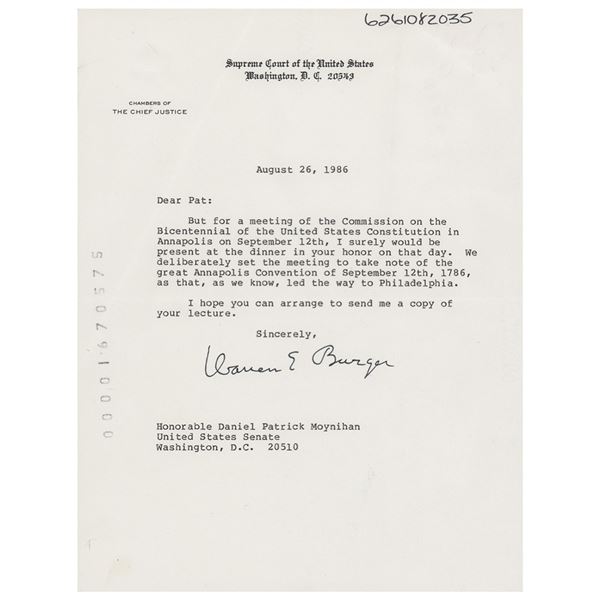 6261082035
Supreme Court of the United States
Washington, D. C. 20543
CHAMBERS OF
THE CHIEF JUSTICE
August 26, 1986
Dear Pat:
But for a meeting of the Commission on the
Bicentennial of the United States Constitution in
Annapolis on September 12th, I surely would be
present at the dinner in your honor on that day. We
deliberately set the meeting to take note of the
great Annapolis Convention of September 12th, 1786,
as that, as we know, led the way to Philadelphia.
I hope you can arrange to send me a copy of
your lecture.
Sincerely,
Warren E Burger
Honorable Daniel Patrick Moynihan
United States Senate
Washington, D.C. 20510
00001670575